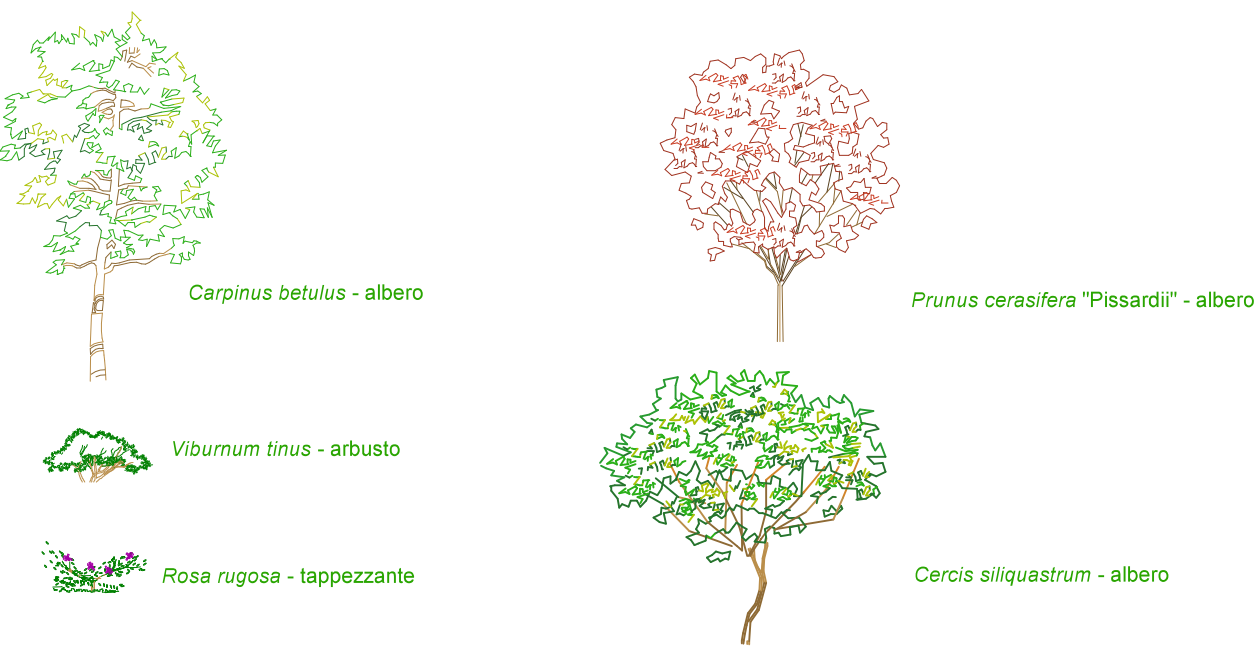 Carpinus betulus - albero
Prunus cerasifera "Pissardii" - albero
Viburnum tinus - arbusto
Rosa rugosa - tappezzante
Cercis siliquastrum - albero